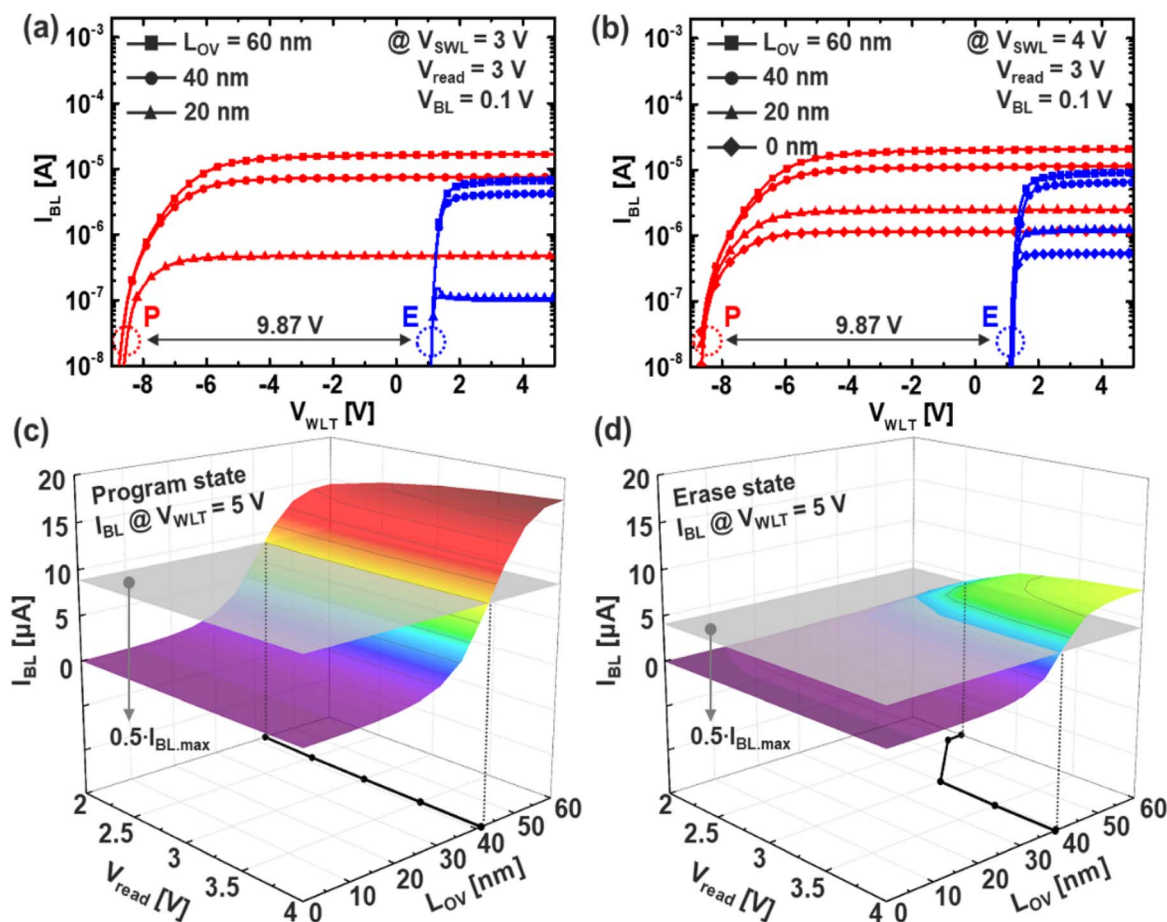 (a)
L_OV = 60 nm
40 nm
20 nm
@ V_SWL = 3 V
V_read = 3 V
V_BL = 0.1 V
10⁻³
10⁻⁴
10⁻⁵
10⁻⁶
10⁻⁷
10⁻⁸
I_BL [A]
P
E
9.87 V
-8 -6 -4 -2 0 2 4
V_WLT [V]
(b)
L_OV = 60 nm
40 nm
20 nm
0 nm
@ V_SWL = 4 V
V_read = 3 V
V_BL = 0.1 V
10⁻³
10⁻⁴
10⁻⁵
10⁻⁶
10⁻⁷
10⁻⁸
I_BL [A]
P
E
9.87 V
-8 -6 -4 -2 0 2 4
V_WLT [V]
(c)
Program state
I_BL @ V_WLT = 5 V
20
15
10
5
0
I_BL [µA]
0.5·I_BL.max
2 2.5 3 3.5 4
V_read [V]
0 10 20 30 40 50 60
L_OV [nm]
(d)
Erase state
I_BL @ V_WLT = 5 V
20
15
10
5
0
I_BL [µA]
0.5·I_BL.max
2 2.5 3 3.5 4
V_read [V]
0 10 20 30 40 50 60
L_OV [nm]